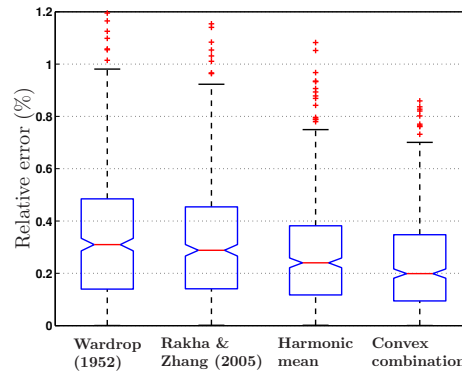 Relative error (%)
1.2
1
0.8
0.6
0.4
0.2
0
Wardrop
(1952)
Rakha &
Zhang (2005)
Harmonic
mean
Convex
combination